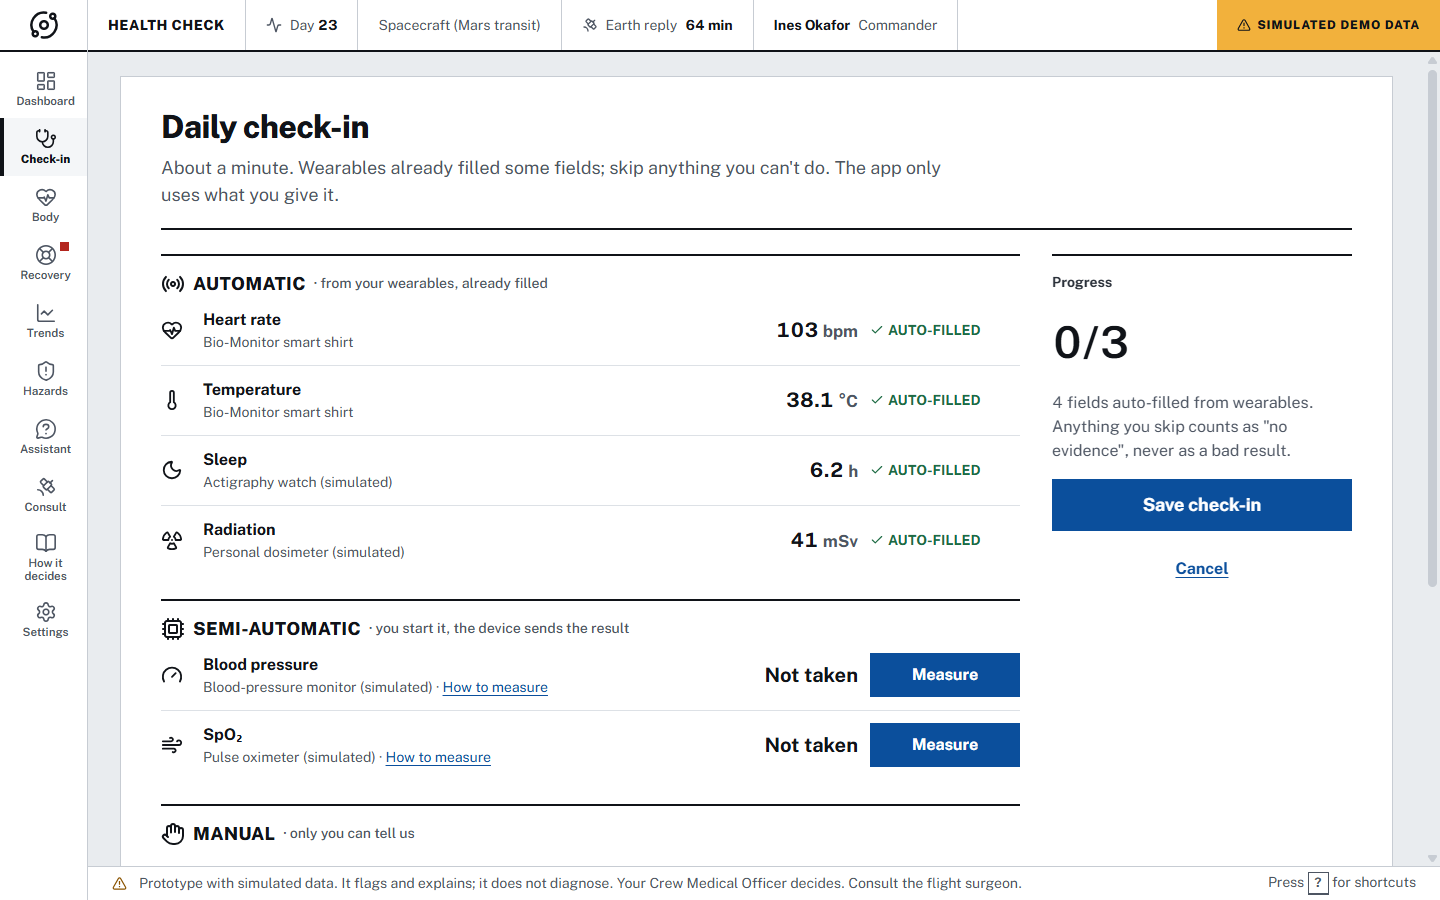 HEALTH CHECK
Day 23
Spacecraft (Mars transit)
Earth reply 64 min
Ines Okafor Commander
SIMULATED DEMO DATA
Dashboard
Check-in
Body
Recovery
Trends
Hazards
Assistant
Consult
How it
decides
Settings
Daily check-in
About a minute. Wearables already filled some fields; skip anything you can't do. The app only
uses what you give it.
AUTOMATIC · from your wearables, already filled
Heart rate
Bio-Monitor smart shirt
103 bpm AUTO-FILLED
Temperature
Bio-Monitor smart shirt
38.1 °C AUTO-FILLED
Sleep
Actigraphy watch (simulated)
6.2 h AUTO-FILLED
Radiation
Personal dosimeter (simulated)
41 mSv AUTO-FILLED
SEMI-AUTOMATIC · you start it, the device sends the result
Blood pressure
Blood-pressure monitor (simulated) · How to measure
Not taken Measure
SpO₂
Pulse oximeter (simulated) · How to measure
Not taken Measure
MANUAL · only you can tell us
Progress
0/3
4 fields auto-filled from wearables.
Anything you skip counts as "no
evidence", never as a bad result.
Save check-in
Cancel
Prototype with simulated data. It flags and explains; it does not diagnose. Your Crew Medical Officer decides. Consult the flight surgeon.
Press ? for shortcuts